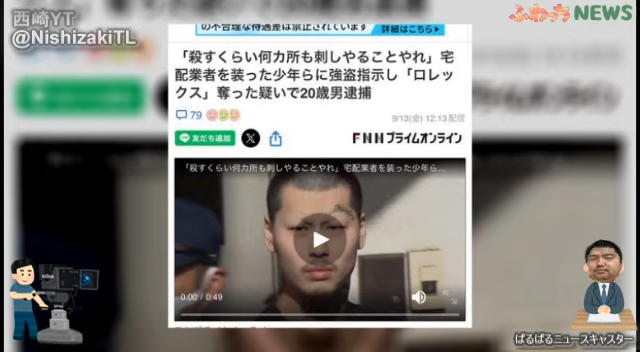 西崎YT
@NishizakiTL
ふわっちNEWS
の不合理な待遇差は禁止されています
詳細はこちら▶
「殺すくらい何カ所も刺しやることやれ」宅
配業者を装った少年らに強盗指示し「ロレッ
クス」奪った疑いで20歳男逮捕
79
9/13(金) 12:13 配信
友だち追加
X
FNNプライムオンライン
「殺すくらい何カ所も刺しやることやれ」宅配業者を装った少年ら…
0:00 / 0:49
ぱるぱるニュースキャスター